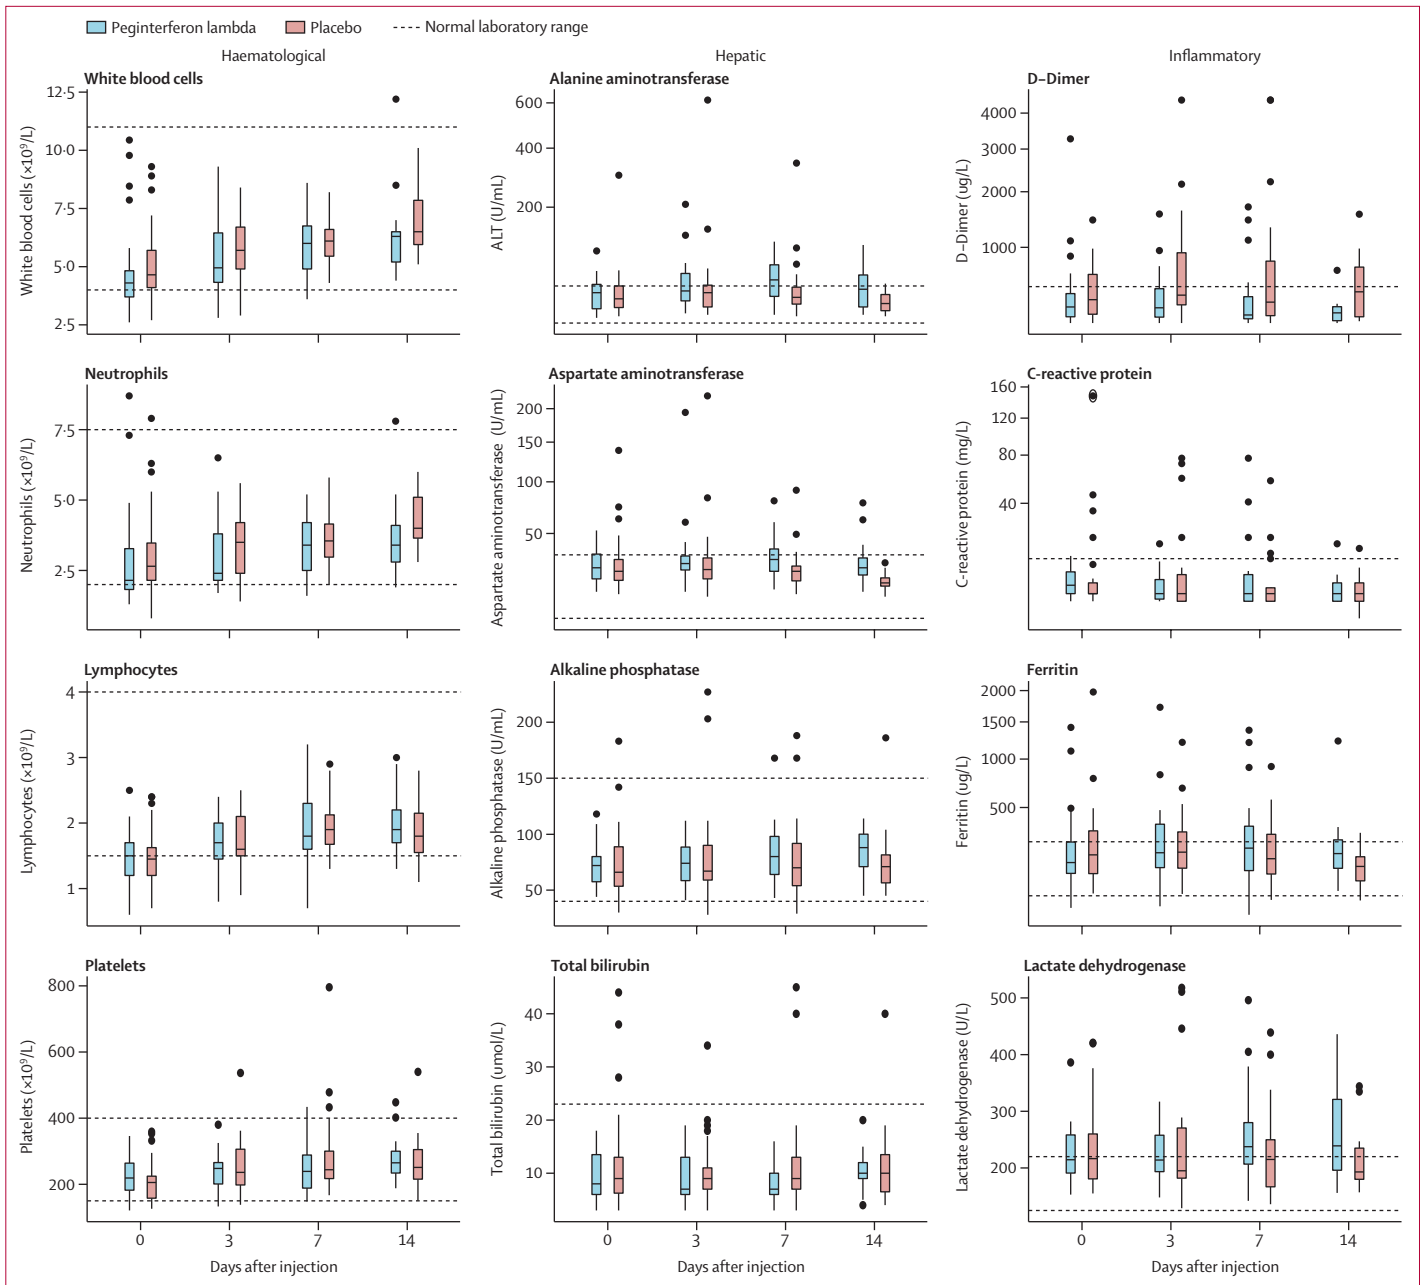 Peginterferon lambda Placebo Normal laboratory range
Haematological Hepatic Inflammatory
White blood cells
White blood cells (×10⁹/L)
12·5
10·0
7·5
5·0
2·5
Alanine aminotransferase
ALT (U/mL)
600
400
200
D–Dimer
D–Dimer (ug/L)
4000
3000
2000
1000
Neutrophils
Neutrophils (×10⁹/L)
7·5
5·0
2·5
Aspartate aminotransferase
Aspartate aminotransferase (U/mL)
200
150
100
50
C-reactive protein
C-reactive protein (mg/L)
160
120
80
40
Lymphocytes
Lymphocytes (×10⁹/L)
4
3
2
1
Alkaline phosphatase
Alkaline phosphatase (U/mL)
200
150
100
50
Ferritin
Ferritin (ug/L)
2000
1500
1000
500
Platelets
Platelets (×10⁹/L)
800
600
400
200
0 3 7 14
Days after injection
Total bilirubin
Total bilirubin (umol/L)
40
30
20
10
0 3 7 14
Days after injection
Lactate dehydrogenase
Lactate dehydrogenase (U/L)
500
400
300
200
0 3 7 14
Days after injection